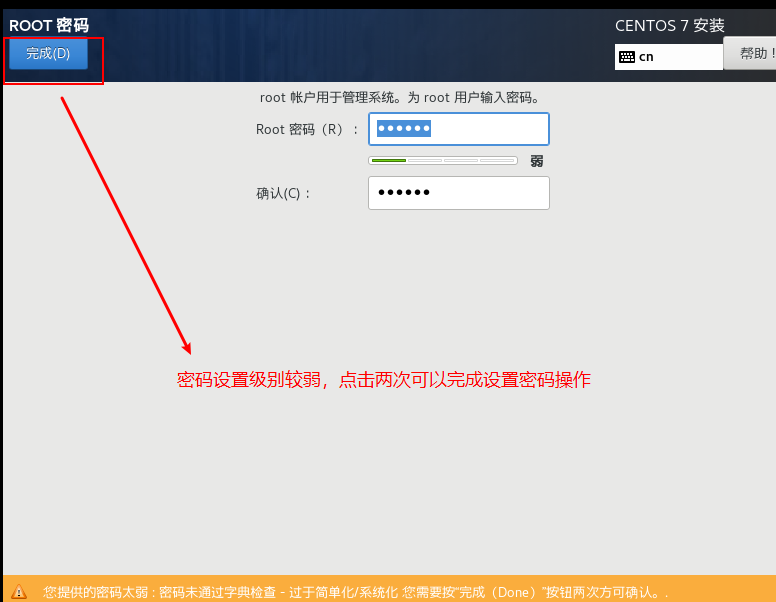 ROOT 密码
CENTOS 7 安装
完成(D)
cn
帮助！
root 帐户用于管理系统。为 root 用户输入密码。
Root 密码（R）：
●●●●●●
弱
确认(C)：
●●●●●●
密码设置级别较弱，点击两次可以完成设置密码操作
您提供的密码太弱 : 密码未通过字典检查 - 过于简单化/系统化 您需要按"完成（Done）"按钮两次方可确认。.